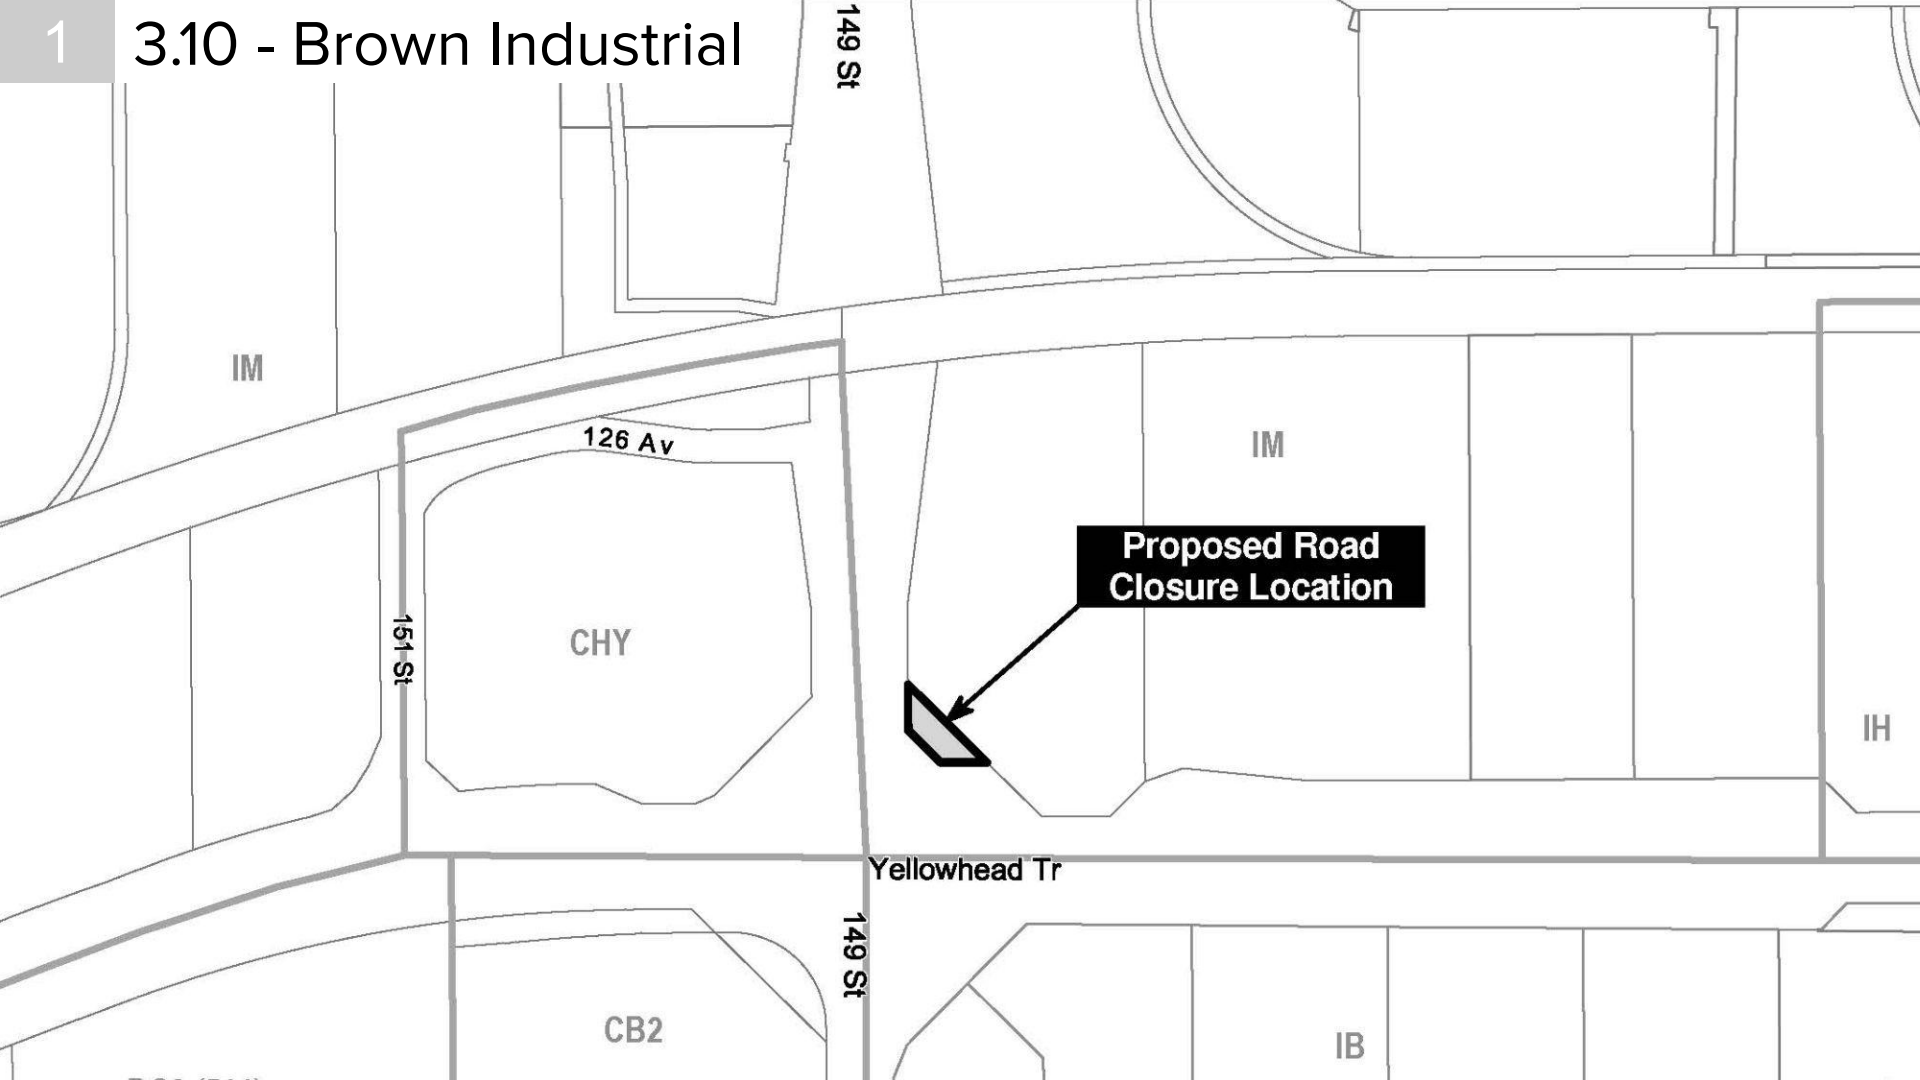 1
3.10 - Brown Industrial
149 St
IM
126 Av
IM
Proposed Road
Closure Location
151 St
CHY
IH
Yellowhead Tr
149 St
CB2
IB